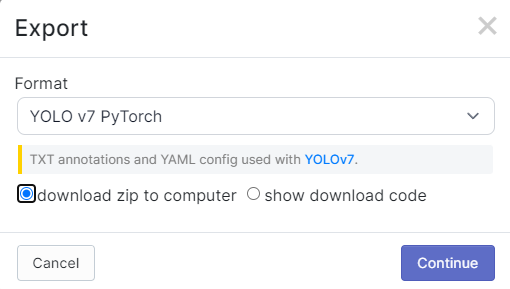 Export
Format
YOLO v7 PyTorch
TXT annotations and YAML config used with YOLOv7.
download zip to computer show download code
Cancel Continue